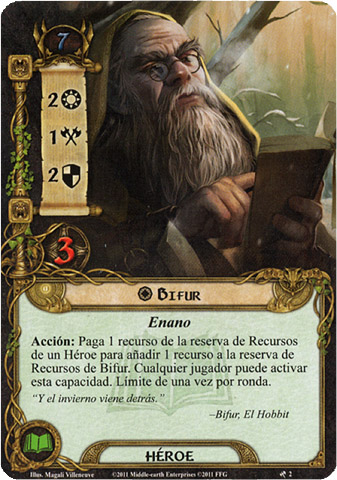 7
2
1
2
3
Bifur
Enano
Acción: Paga 1 recurso de la reserva de Recursos
de un Héroe para añadir 1 recurso a la reserva de
Recursos de Bifur. Cualquier jugador puede activar
esta capacidad. Límite de una vez por ronda.
“Y el invierno viene detrás.”
–Bifur, El Hobbit
HÉROE
Illus. Magali Villeneuve ©2011 Middle-earth Enterprises ©2011 FFG 2